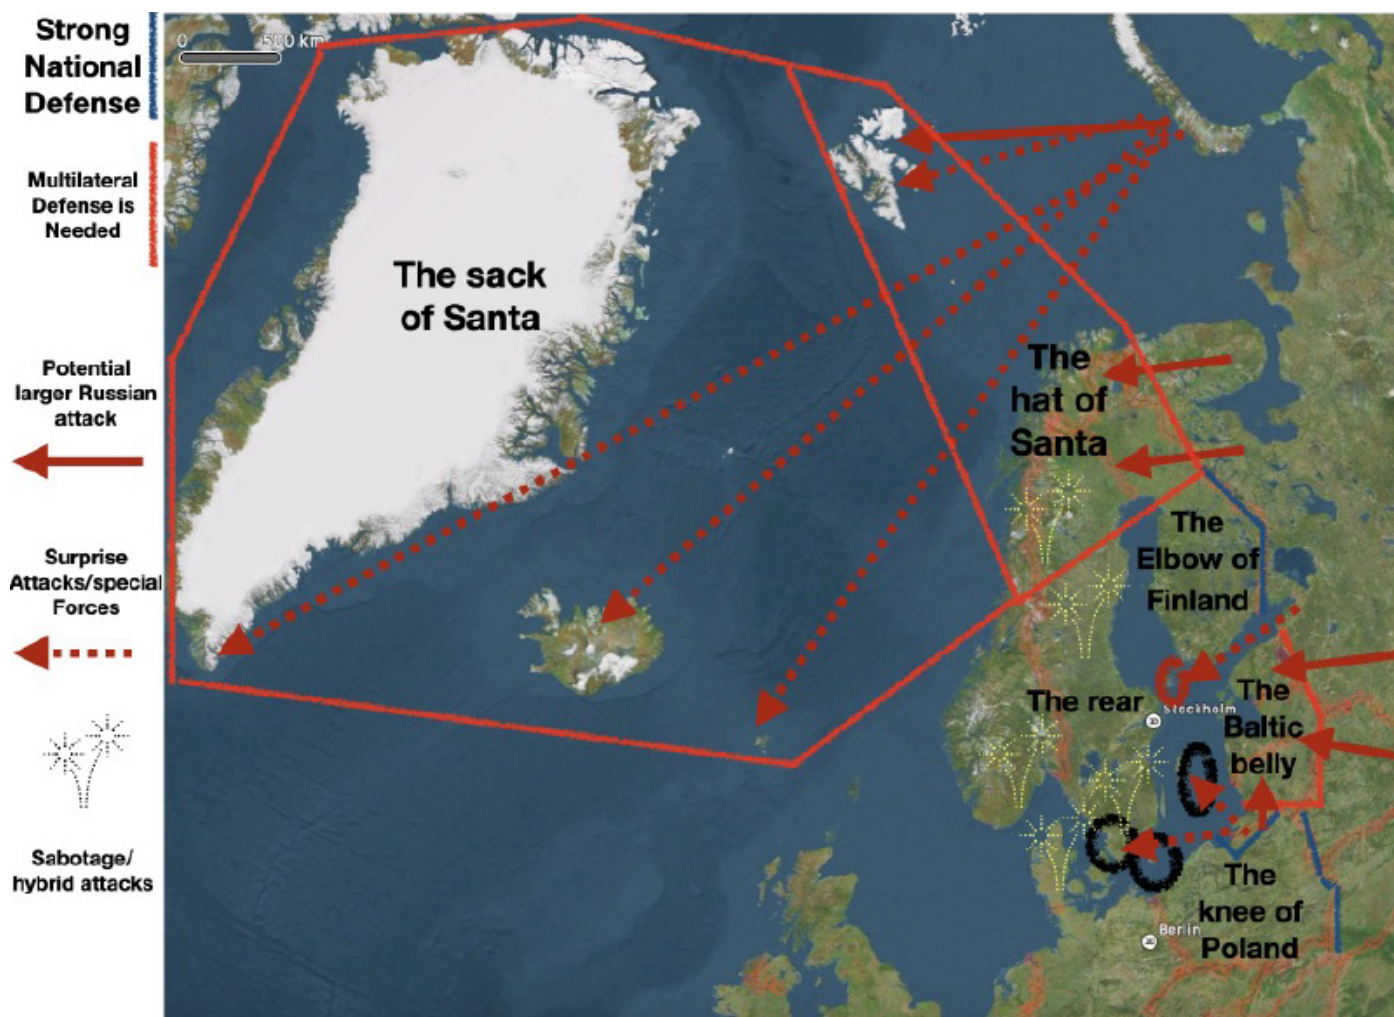 Strong
National
Defense
0 500 km
Multilateral
Defense is
Needed
The sack
of Santa
The
hat of
Santa
Potential
larger Russian
attack
The
Elbow of
Finland
Surprise
Attacks/special
Forces
The rear
Stockholm
The
Baltic
belly
Sabotage/
hybrid attacks
The
knee of
Poland
Berlin